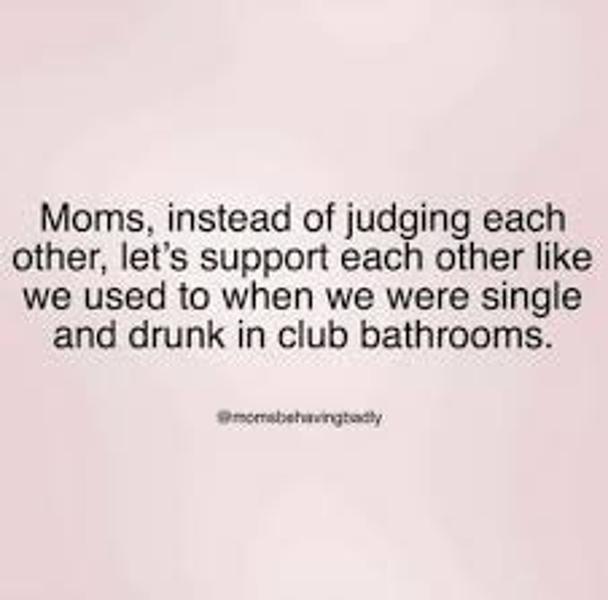 Moms, instead of judging each
other, let’s support each other like
we used to when we were single
and drunk in club bathrooms.
@momsbehavingbadly